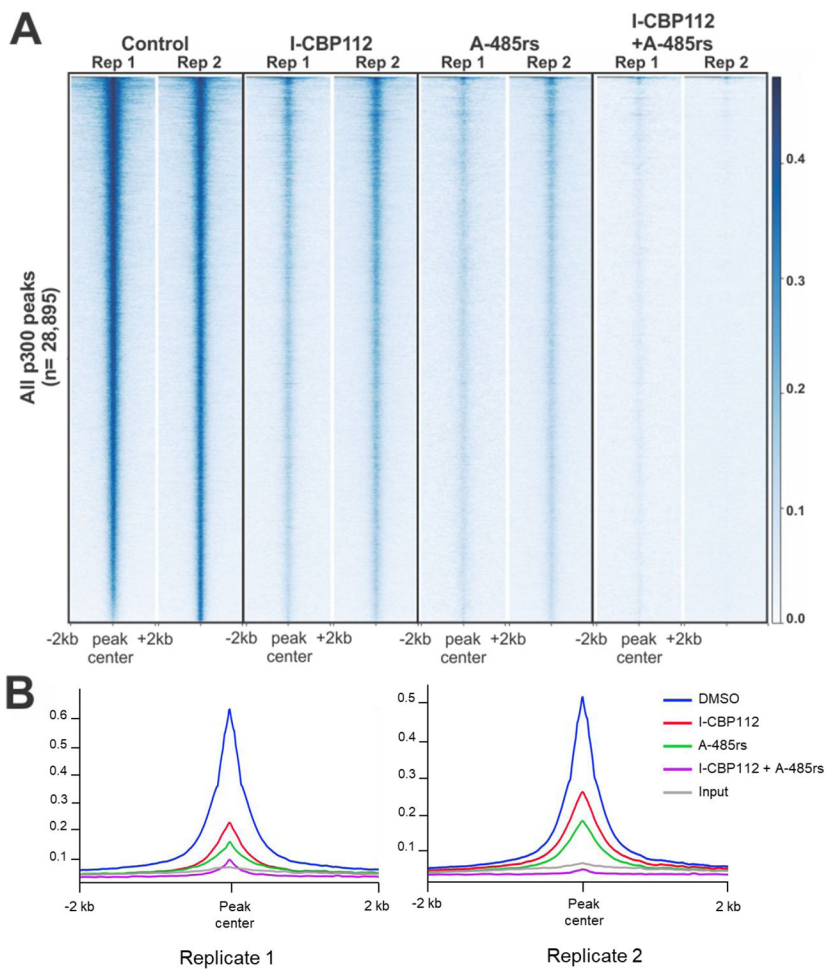 A
Control
I-CBP112
A-485rs
I-CBP112
+A-485rs
Rep 1 Rep 2 Rep 1 Rep 2 Rep 1 Rep 2 Rep 1 Rep 2
All p300 peaks
(n= 28,895)
0.4
0.3
0.2
0.1
0.0
-2kb peak +2kb -2kb peak +2kb -2kb peak +2kb -2kb peak +2kb
center center center center
B
0.6
0.5
0.4
0.3
0.2
0.1
-2 kb Peak 2 kb
center
Replicate 1
0.5
0.4
0.3
0.2
0.1
-2 kb Peak 2 kb
center
Replicate 2
DMSO
I-CBP112
A-485rs
I-CBP112 + A-485rs
Input